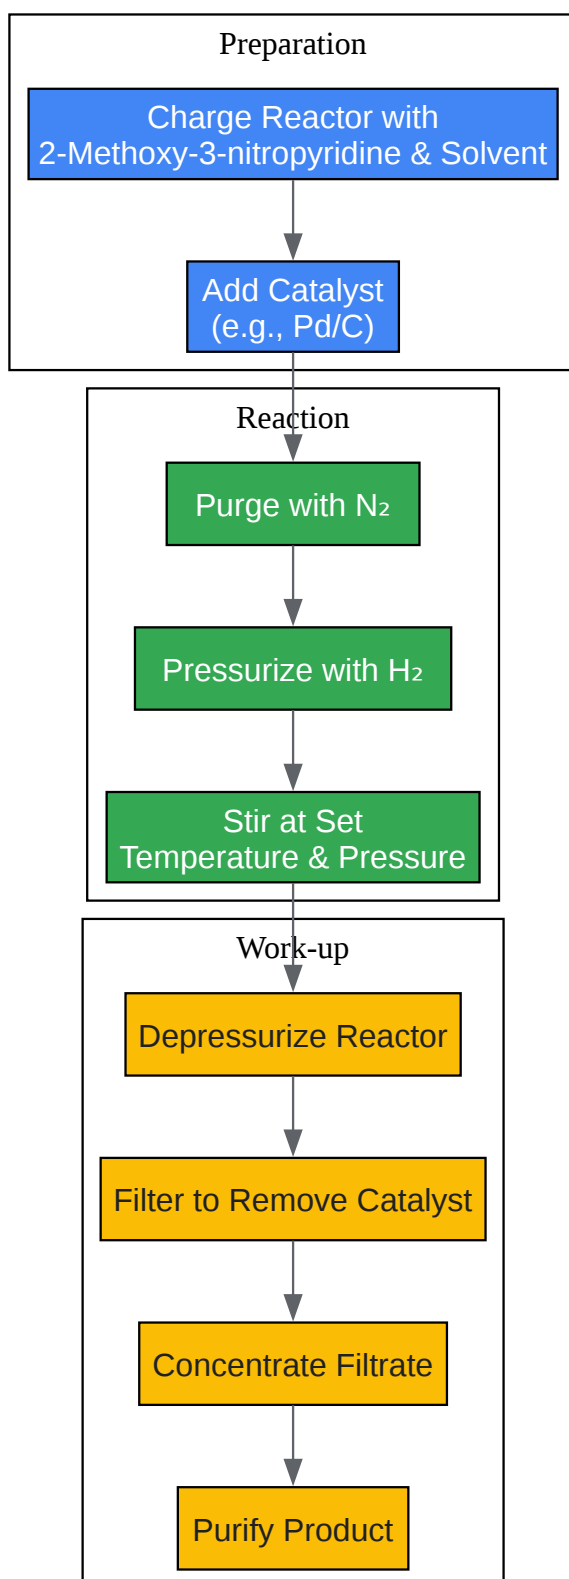 Preparation
Charge Reactor with
2-Methoxy-3-nitropyridine & Solvent
Add Catalyst
(e.g., Pd/C)
Reaction
Purge with N₂
Pressurize with H₂
Stir at Set
Temperature & Pressure
Work-up
Depressurize Reactor
Filter to Remove Catalyst
Concentrate Filtrate
Purify Product